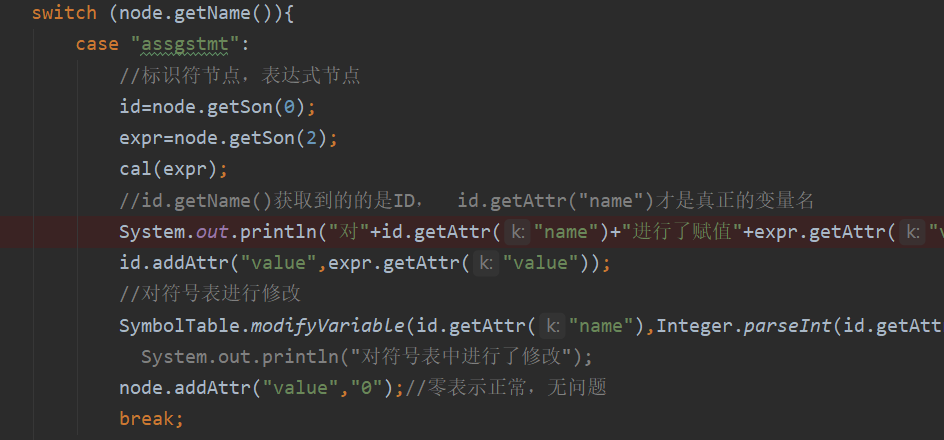 switch (node.getName()){
case "assgstmt":
//标识符节点，表达式节点
id=node.getSon(0);
expr=node.getSon(2);
cal(expr);
//id.getName()获取到的的是ID， id.getAttr("name")才是真正的变量名
System.out.println("对"+id.getAttr( k: "name")+"进行了赋值"+expr.getAttr( k: "v
id.addAttr("value",expr.getAttr( k: "value"));
//对符号表进行修改
SymbolTable.modifyVariable(id.getAttr( k: "name"),Integer.parseInt(id.getAtt
System.out.println("对符号表中进行了修改");
node.addAttr("value","0");//零表示正常，无问题
break;